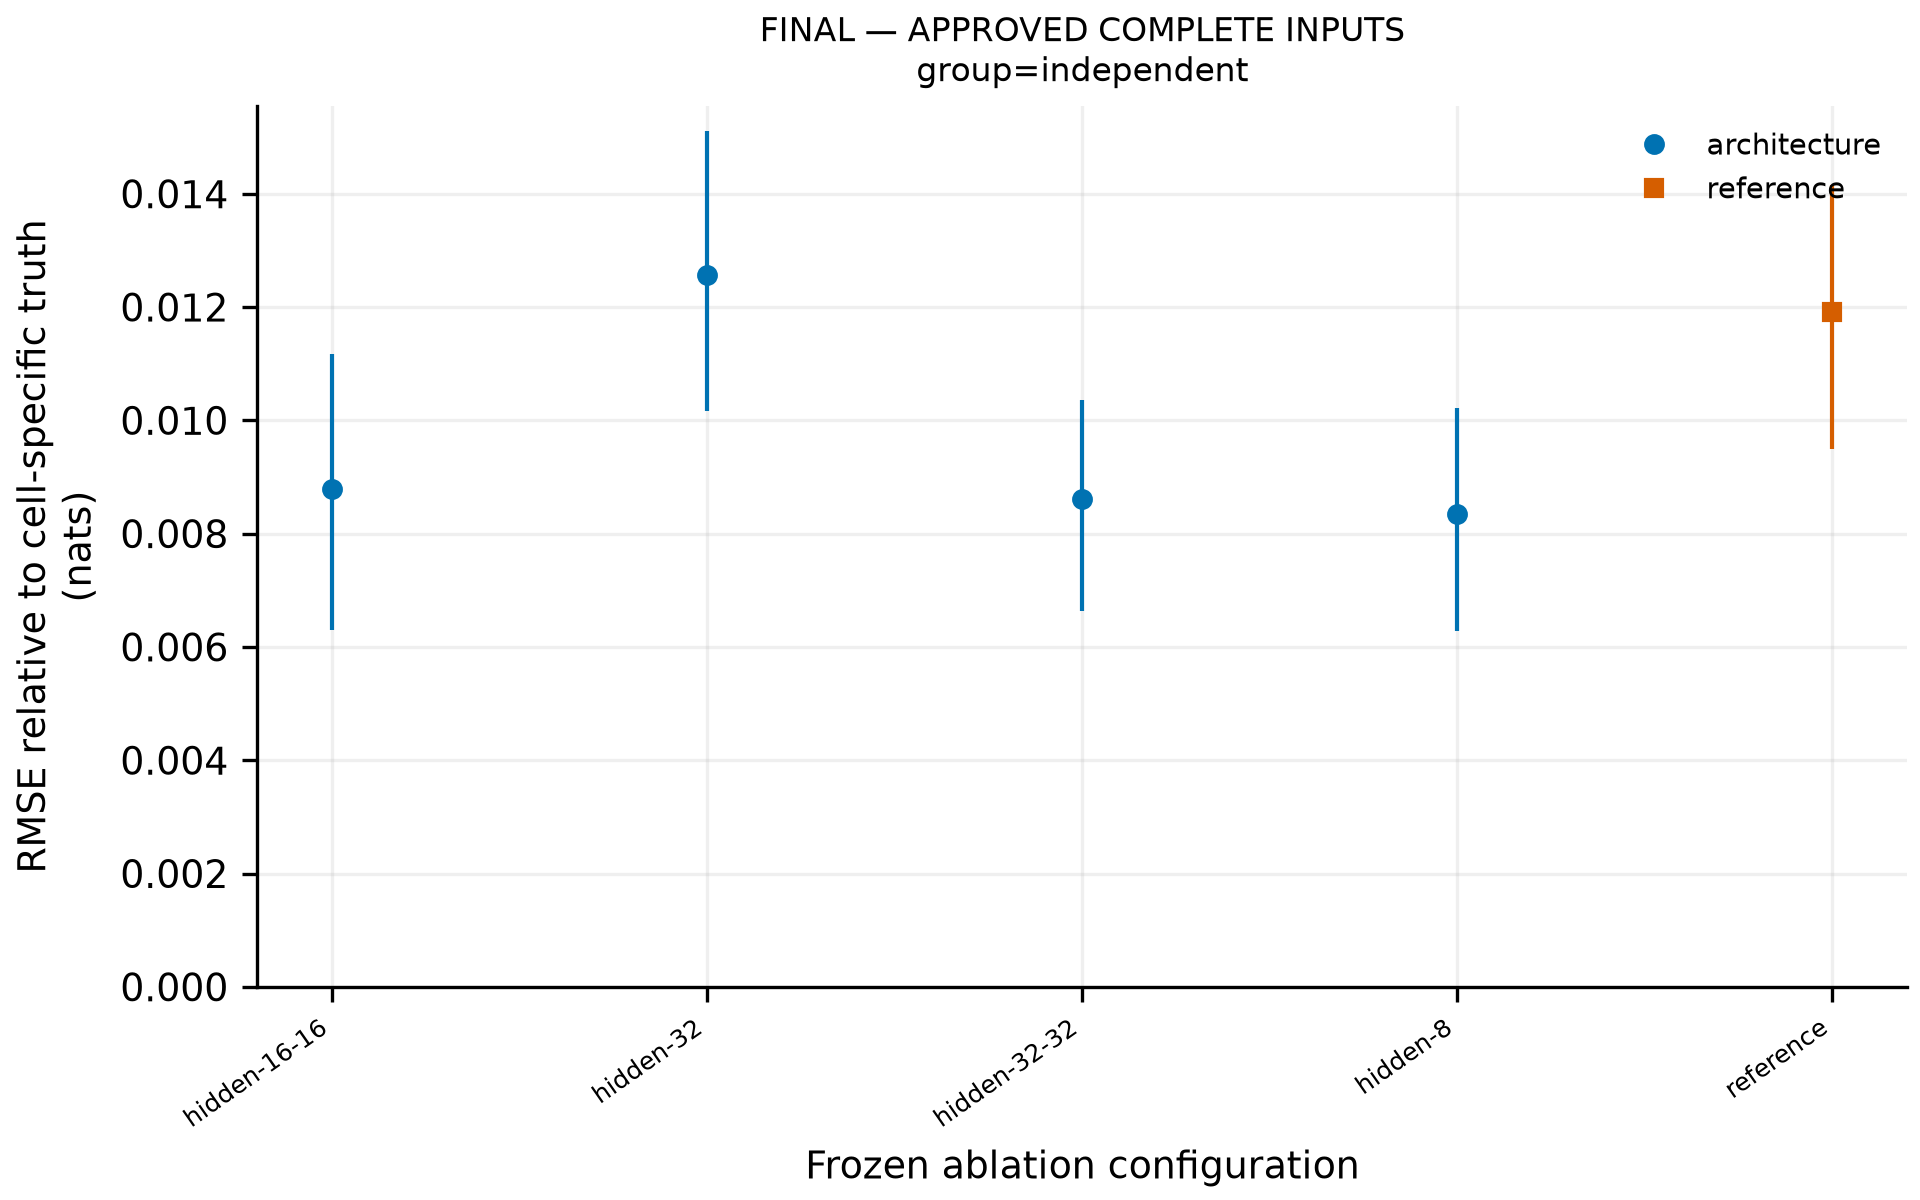 FINAL — APPROVED COMPLETE INPUTS
group=independent
architecture
reference
RMSE relative to cell-specific truth
(nats)
0.014
0.012
0.010
0.008
0.006
0.004
0.002
0.000
hidden-16-16
hidden-32
hidden-32-32
hidden-8
reference
Frozen ablation configuration